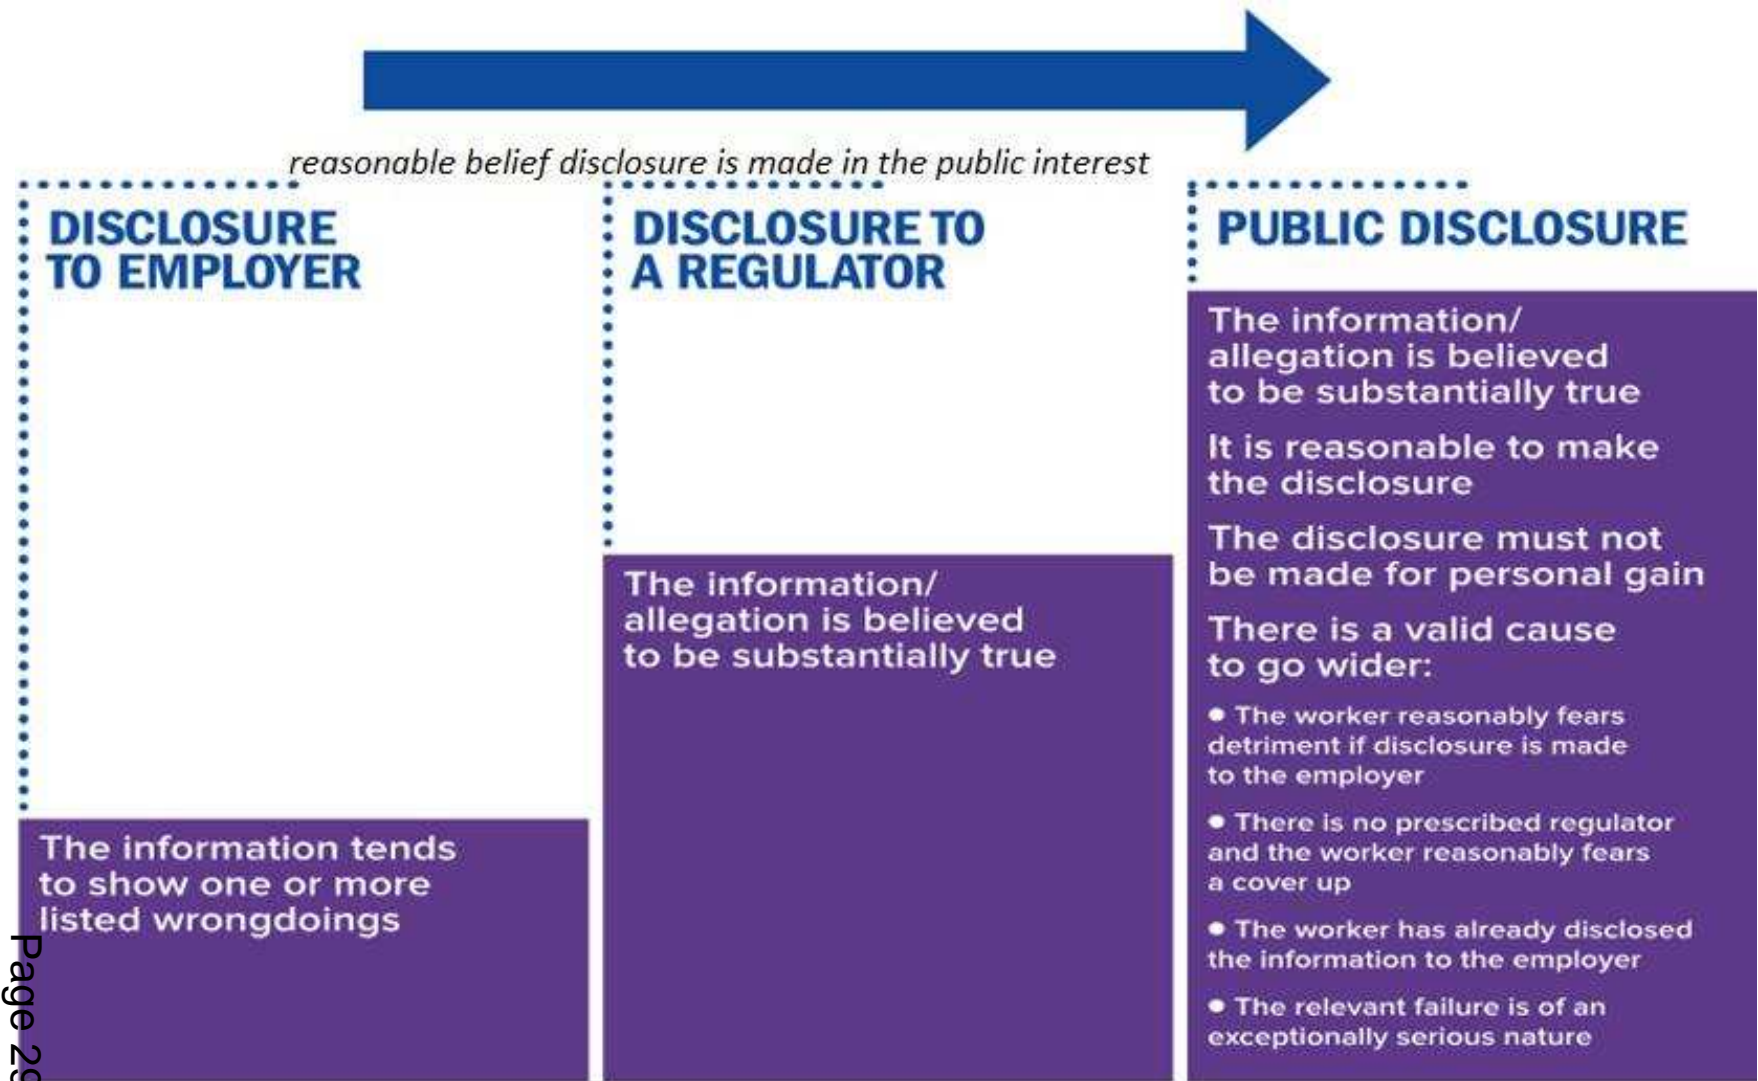 reasonable belief disclosure is made in the public interest
DISCLOSURE
TO EMPLOYER
The information tends
to show one or more
listed wrongdoings
DISCLOSURE TO
A REGULATOR
The information/
allegation is believed
to be substantially true
PUBLIC DISCLOSURE
The information/
allegation is believed
to be substantially true
It is reasonable to make
the disclosure
The disclosure must not
be made for personal gain
There is a valid cause
to go wider:
• The worker reasonably fears
detriment if disclosure is made
to the employer
• There is no prescribed regulator
and the worker reasonably fears
a cover up
• The worker has already disclosed
the information to the employer
• The relevant failure is of an
exceptionally serious nature
Page 29